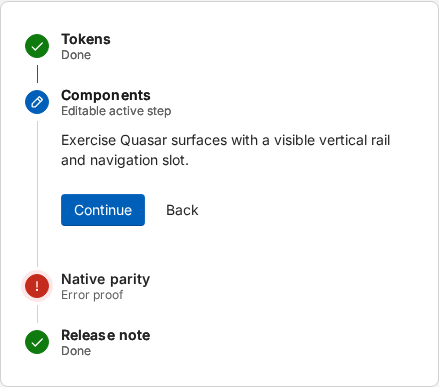 Tokens
Done
Components
Editable active step
Exercise Quasar surfaces with a visible vertical rail
and navigation slot.
Continue Back
Native parity
Error proof
Release note
Done